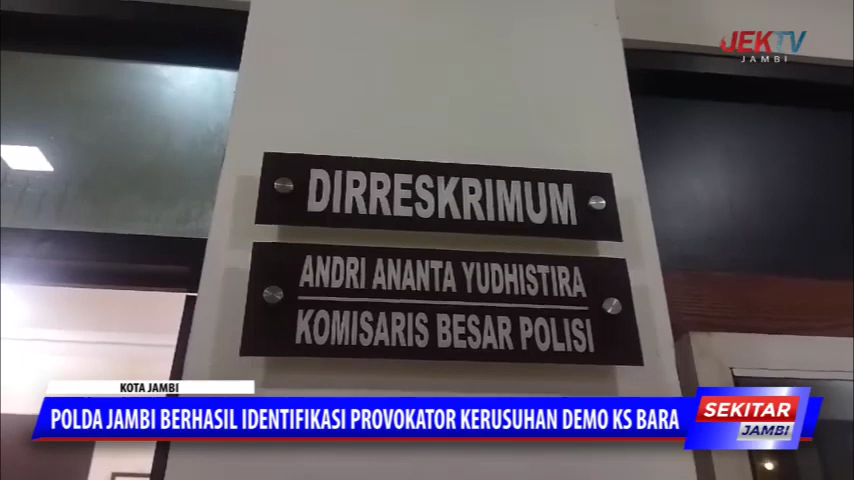 JEKTV
JAMBI
DIRRESKRIMUM
ANDRI ANANTA YUDHISTIRA
KOMISARIS BESAR POLISI
KOTA JAMBI
POLDA JAMBI BERHASIL IDENTIFIKASI PROVOKATOR KERUSUHAN DEMO KS BARA
SEKITAR
JAMBI